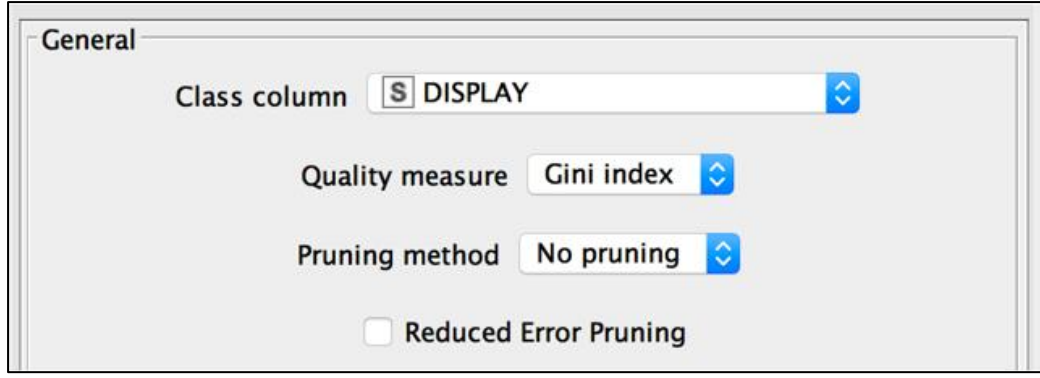 General
Class column S DISPLAY
Quality measure Gini index
Pruning method No pruning
Reduced Error Pruning